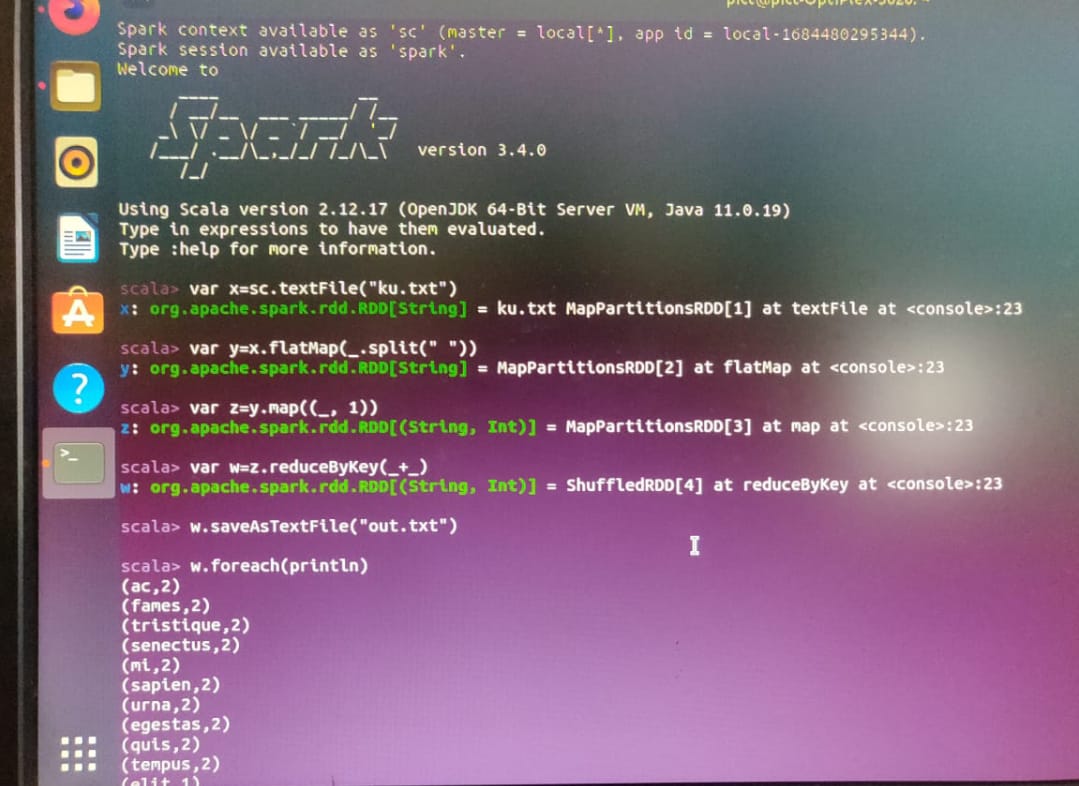 Spark context available as 'sc' (master = local[*], app id = local-1684480295344).
Spark session available as 'spark'.
Welcome to
Spark version 3.4.0
Using Scala version 2.12.17 (OpenJDK 64-Bit Server VM, Java 11.0.19)
Type in expressions to have them evaluated.
Type :help for more information.
scala> var x=sc.textFile("ku.txt")
x: org.apache.spark.rdd.RDD[String] = ku.txt MapPartitionsRDD[1] at textFile at <console>:23
scala> var y=x.flatMap(_.split(" "))
y: org.apache.spark.rdd.RDD[String] = MapPartitionsRDD[2] at flatMap at <console>:23
scala> var z=y.map((_, 1))
z: org.apache.spark.rdd.RDD[(String, Int)] = MapPartitionsRDD[3] at map at <console>:23
scala> var w=z.reduceByKey(_+_)
w: org.apache.spark.rdd.RDD[(String, Int)] = ShuffledRDD[4] at reduceByKey at <console>:23
scala> w.saveAsTextFile("out.txt")
scala> w.foreach(println)
(ac,2)
(fames,2)
(tristique,2)
(senectus,2)
(mi,2)
(sapien,2)
(urna,2)
(egestas,2)
(quis,2)
(tempus,2)
(elit,1)